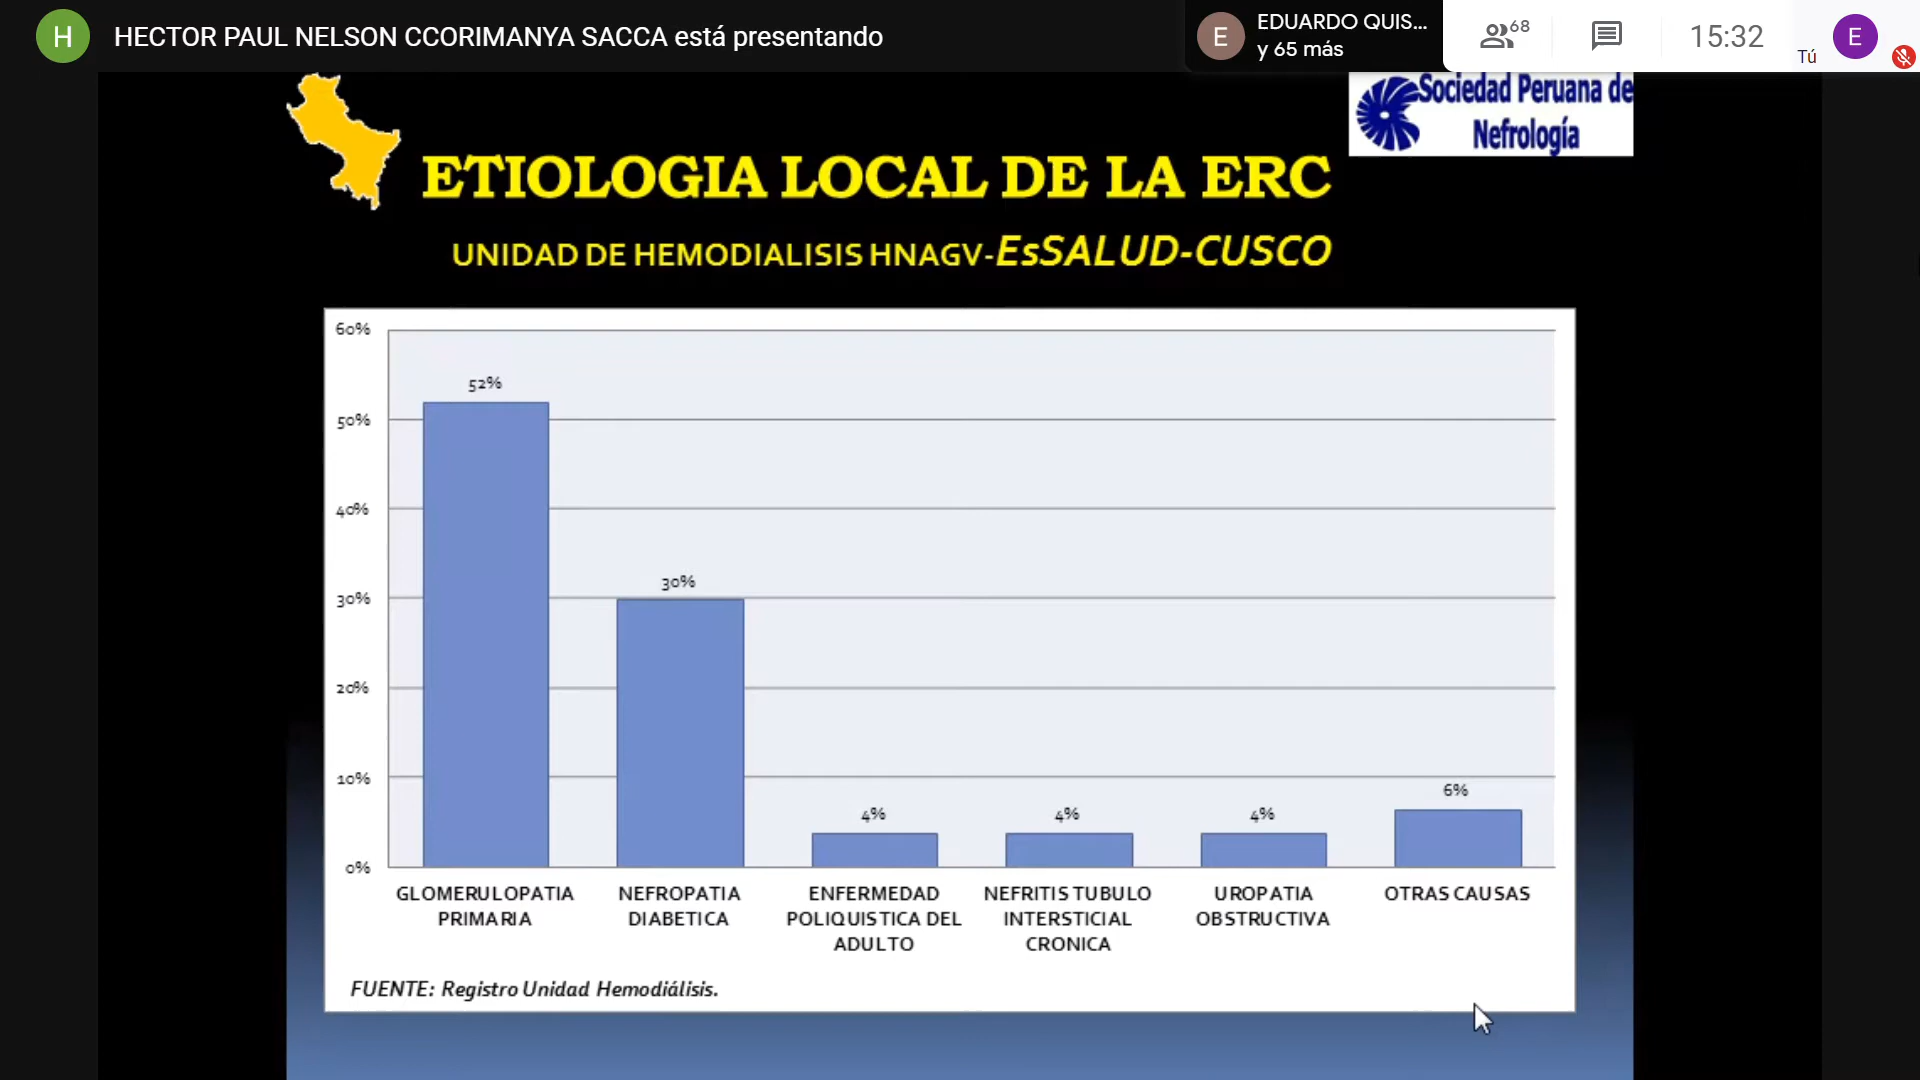 H
HECTOR PAUL NELSON CCORIMANYA SACCA está presentando
E
EDUARDO QUIS...
y 65 más
68
15:32
Tú
E
Sociedad Peruana de
Nefrología
ETIOLOGIA LOCAL DE LA ERC
UNIDAD DE HEMODIALISIS HNAGV-EsSALUD-CUSCO
60%
50%
40%
30%
20%
10%
0%
52%
30%
4%
4%
4%
6%
GLOMERULOPATIA
PRIMARIA
NEFROPATIA
DIABETICA
ENFERMEDAD
POLIQUISTICA DEL
ADULTO
NEFRITIS TUBULO
INTERSTICIAL
CRONICA
UROPATIA
OBSTRUCTIVA
OTRAS CAUSAS
FUENTE: Registro Unidad Hemodiálisis.